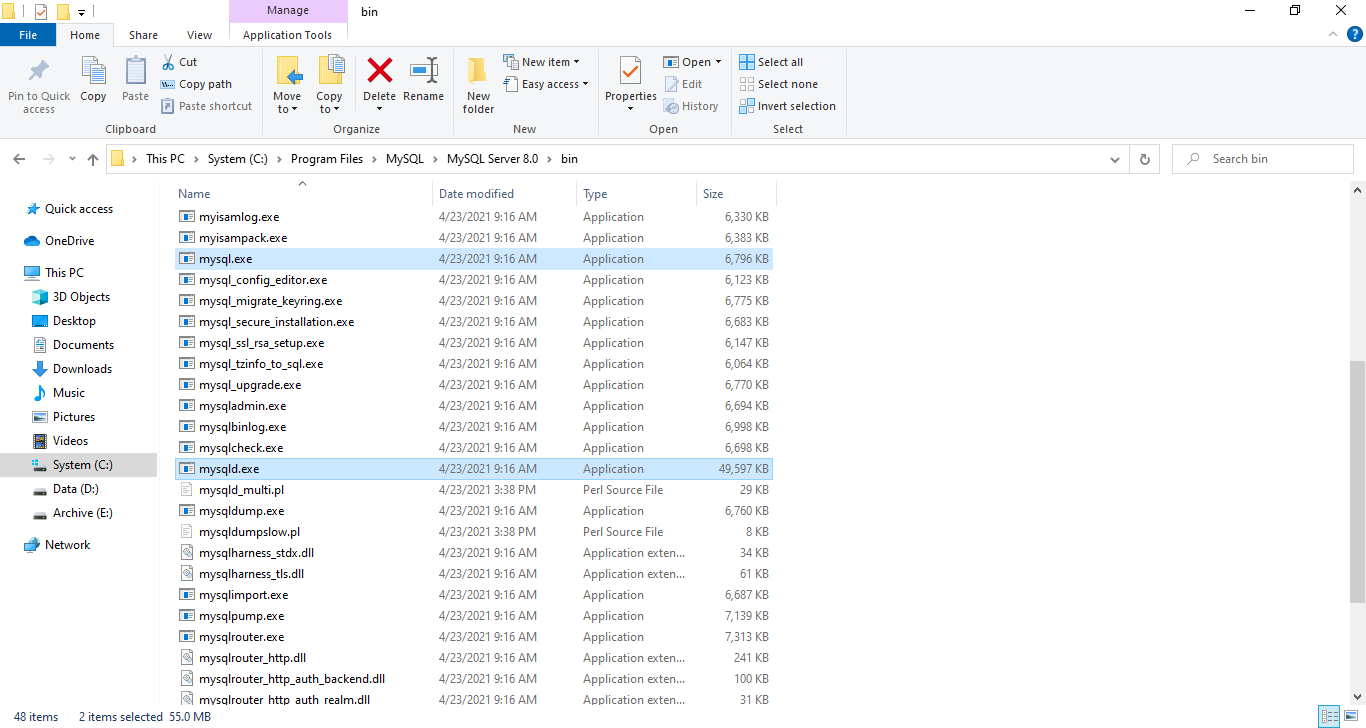 Manage
bin
File
Home
Share
View
Application Tools
Pin to Quick access
Copy
Paste
Cut
Copy path
Paste shortcut
Clipboard
Move to
Copy to
Delete
Rename
Organize
New folder
New item
Easy access
New
Properties
Open
Edit
History
Open
Select all
Select none
Invert selection
Select
This PC > System (C:) > Program Files > MySQL > MySQL Server 8.0 > bin
Search bin
Quick access
OneDrive
This PC
3D Objects
Desktop
Documents
Downloads
Music
Pictures
Videos
System (C:)
Data (D:)
Archive (E:)
Network
Name Date modified Type Size
myisamlog.exe 4/23/2021 9:16 AM Application 6,330 KB
myisampack.exe 4/23/2021 9:16 AM Application 6,383 KB
mysql.exe 4/23/2021 9:16 AM Application 6,796 KB
mysql_config_editor.exe 4/23/2021 9:16 AM Application 6,123 KB
mysql_migrate_keyring.exe 4/23/2021 9:16 AM Application 6,775 KB
mysql_secure_installation.exe 4/23/2021 9:16 AM Application 6,683 KB
mysql_ssl_rsa_setup.exe 4/23/2021 9:16 AM Application 6,147 KB
mysql_tzinfo_to_sql.exe 4/23/2021 9:16 AM Application 6,064 KB
mysql_upgrade.exe 4/23/2021 9:16 AM Application 6,770 KB
mysqladmin.exe 4/23/2021 9:16 AM Application 6,694 KB
mysqlbinlog.exe 4/23/2021 9:16 AM Application 6,998 KB
mysqlcheck.exe 4/23/2021 9:16 AM Application 6,698 KB
mysqld.exe 4/23/2021 9:16 AM Application 49,597 KB
mysqld_multi.pl 4/23/2021 3:38 PM Perl Source File 29 KB
mysqldump.exe 4/23/2021 9:16 AM Application 6,760 KB
mysqldumpslow.pl 4/23/2021 3:38 PM Perl Source File 8 KB
mysqlharness_stdx.dll 4/23/2021 9:16 AM Application exten... 34 KB
mysqlharness_tls.dll 4/23/2021 9:16 AM Application exten... 61 KB
mysqlimport.exe 4/23/2021 9:16 AM Application 6,687 KB
mysqlpump.exe 4/23/2021 9:16 AM Application 7,139 KB
mysqlrouter.exe 4/23/2021 9:16 AM Application 7,313 KB
mysqlrouter_http.dll 4/23/2021 9:16 AM Application exten... 241 KB
mysqlrouter_http_auth_backend.dll 4/23/2021 9:16 AM Application exten... 100 KB
mysqlrouter_http_auth_realm.dll 4/23/2021 9:16 AM Application exten... 31 KB
48 items 2 items selected 55.0 MB